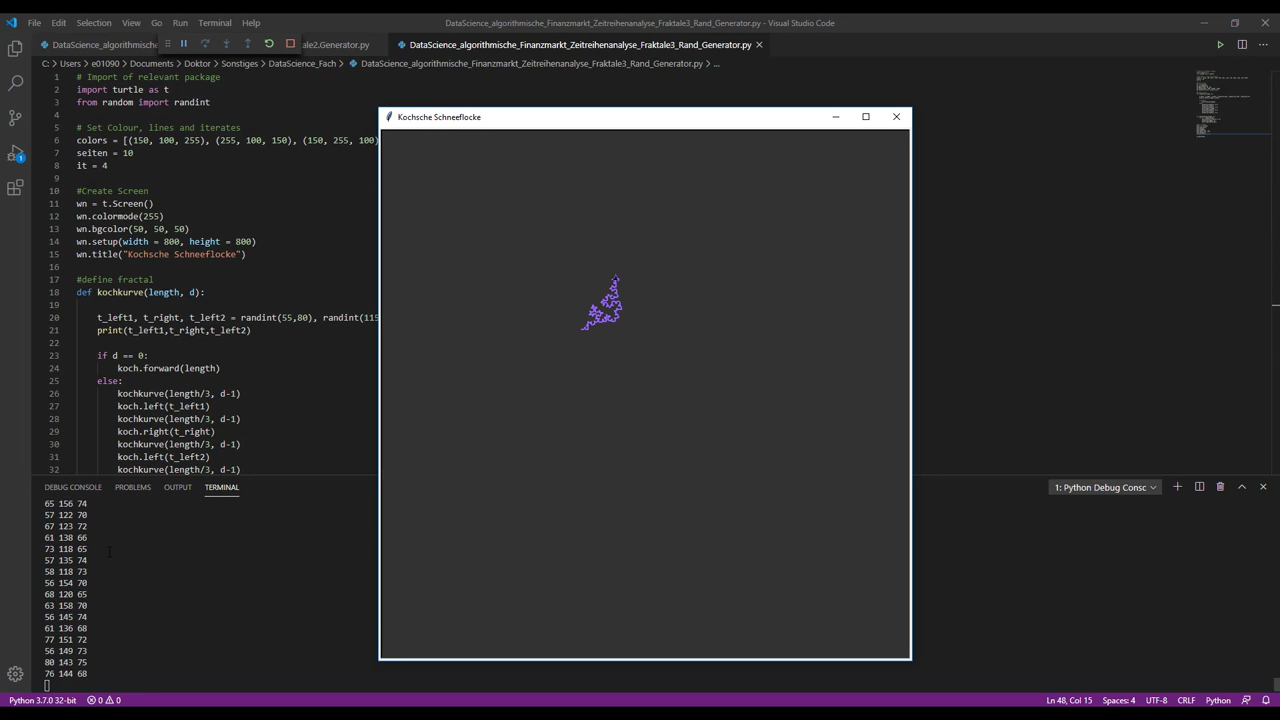 File Edit Selection View Go Run Terminal Help
DataScience_algorithmische_Finanzmarkt_Zeitreihenanalyse_Fraktale3_Rand_Generator.py - Visual Studio Code
DataScience_algorithmische ale2.Generator.py DataScience_algorithmische_Finanzmarkt_Zeitreihenanalyse_Fraktale3_Rand_Generator.py
C: > Users > e01090 > Documents > Doktor > Sonstiges > DataScience_Fach > DataScience_algorithmische_Finanzmarkt_Zeitreihenanalyse_Fraktale3_Rand_Generator.py > ...
1 # Import of relevant package
2 import turtle as t
3 from random import randint
4
5 # Set Colour, lines and iterates
6 colors = [(150, 100, 255), (255, 100, 150), (150, 255, 100)
7 seiten = 10
8 it = 4
9
10 #Create Screen
11 wn = t.Screen()
12 wn.colormode(255)
13 wn.bgcolor(50, 50, 50)
14 wn.setup(width = 800, height = 800)
15 wn.title("Kochsche Schneeflocke")
16
17 #define fractal
18 def kochkurve(length, d):
19
20 t_left1, t_right, t_left2 = randint(55,80), randint(115
21 print(t_left1,t_right,t_left2)
22
23 if d == 0:
24 koch.forward(length)
25 else:
26 kochkurve(length/3, d-1)
27 koch.left(t_left1)
28 kochkurve(length/3, d-1)
29 koch.right(t_right)
30 kochkurve(length/3, d-1)
31 koch.left(t_left2)
32 kochkurve(length/3, d-1)
Kochsche Schneeflocke
1
DEBUG CONSOLE PROBLEMS OUTPUT TERMINAL
1: Python Debug Consc
65 156 74
57 122 70
67 123 72
61 138 66
73 118 65
57 135 74
58 118 73
56 154 70
68 120 65
63 158 70
56 145 74
61 136 68
77 151 72
56 149 73
80 143 75
76 144 68
Python 3.7.0 32-bit 0 0
Ln 48, Col 15 Spaces: 4 UTF-8 CRLF Python